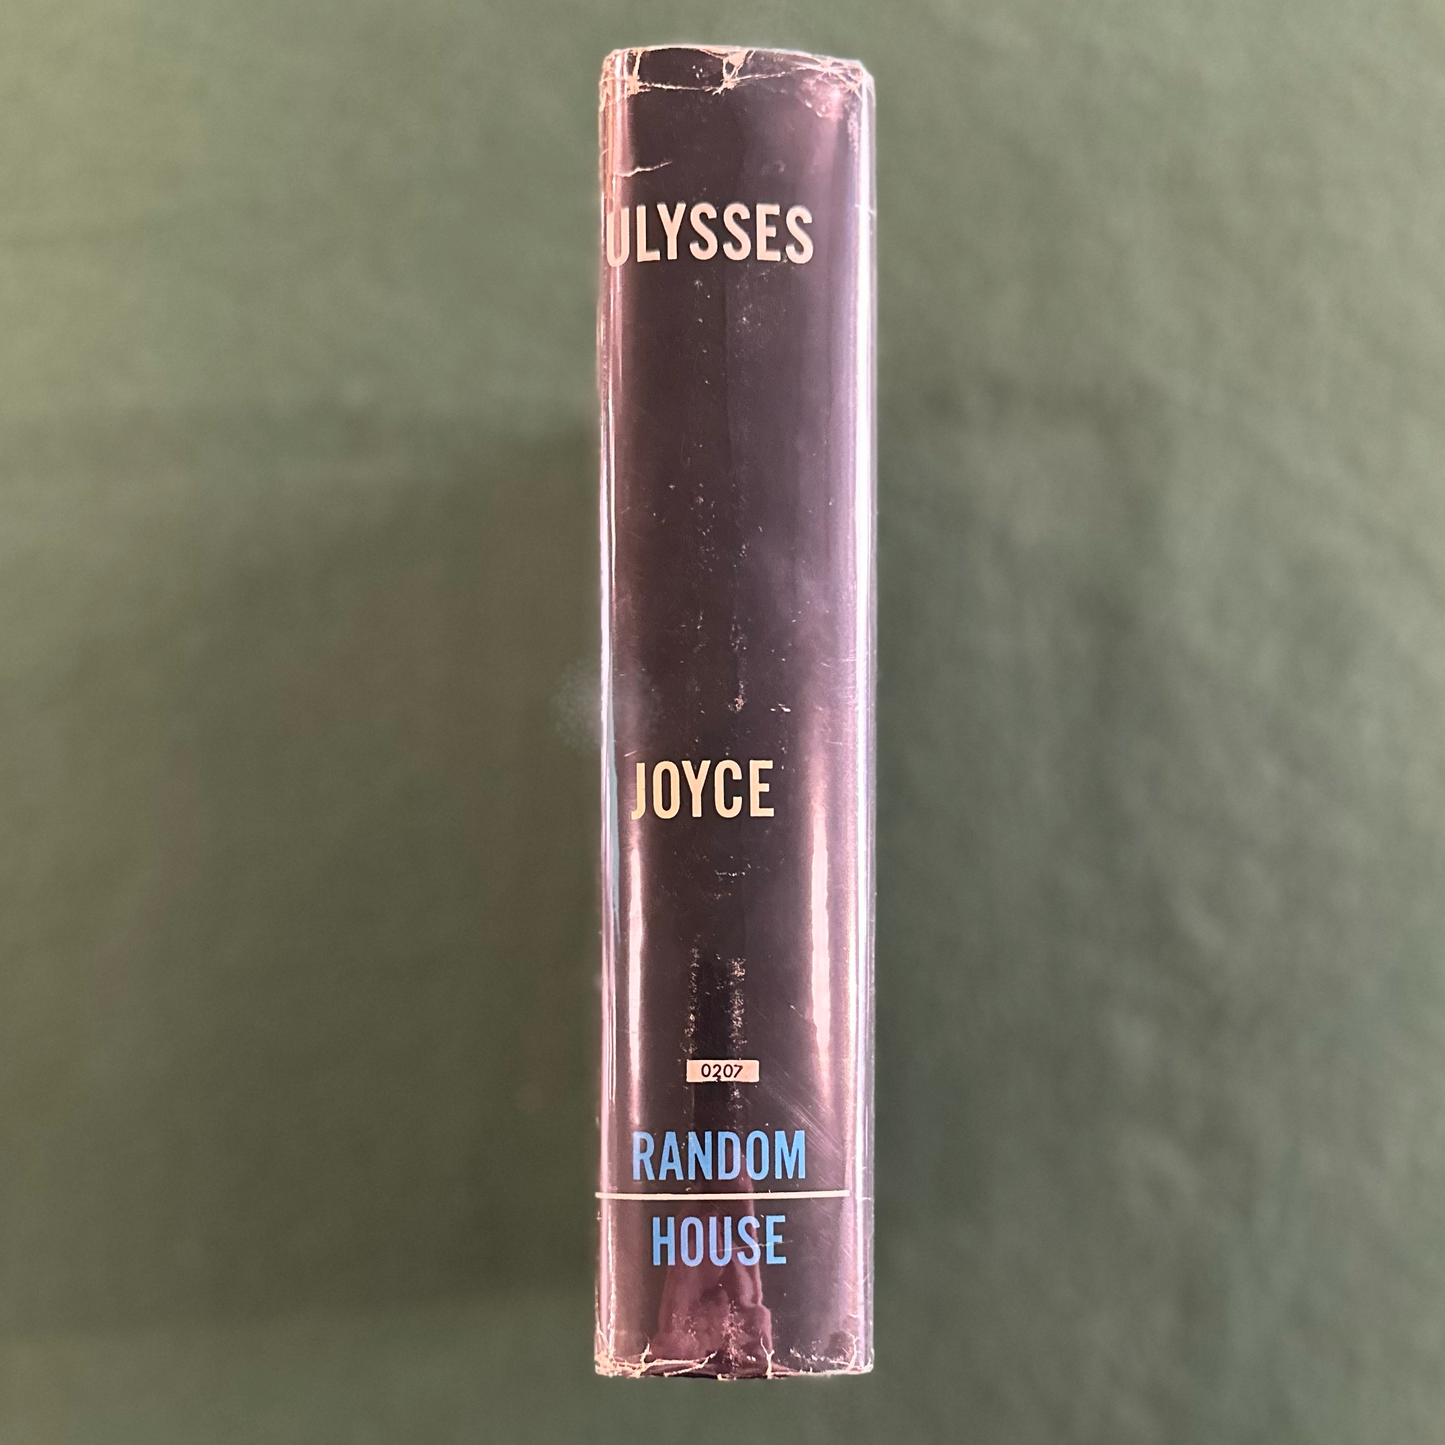 ULYSSES
JOYCE
0207
RANDOM
HOUSE